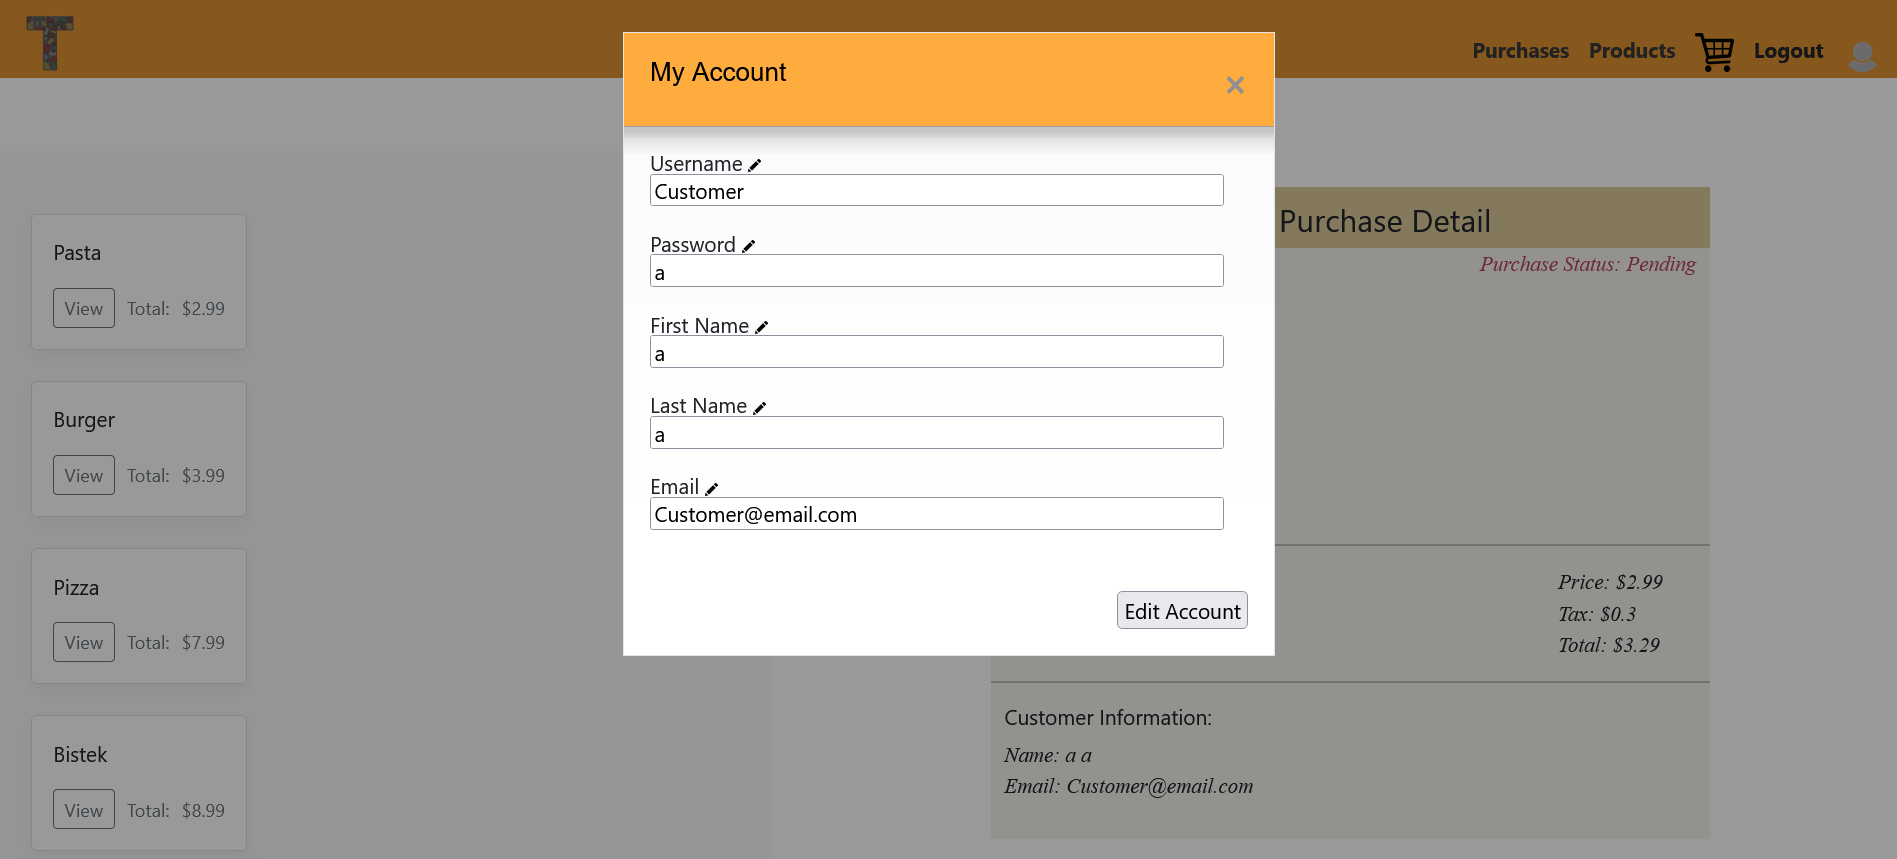 T
Purchases Products Logout
My Account
×
Username
Customer
Password
a
First Name
a
Last Name
a
Email
Customer@email.com
Edit Account
Pasta
View Total: $2.99
Burger
View Total: $3.99
Pizza
View Total: $7.99
Bistek
View Total: $8.99
Purchase Detail
Purchase Status: Pending
Price: $2.99
Tax: $0.3
Total: $3.29
Customer Information:
Name: a a
Email: Customer@email.com